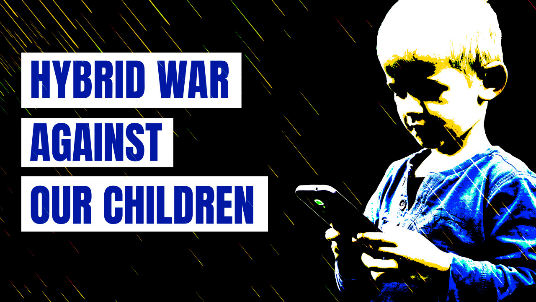 HYBRID WAR
AGAINST
OUR CHILDREN